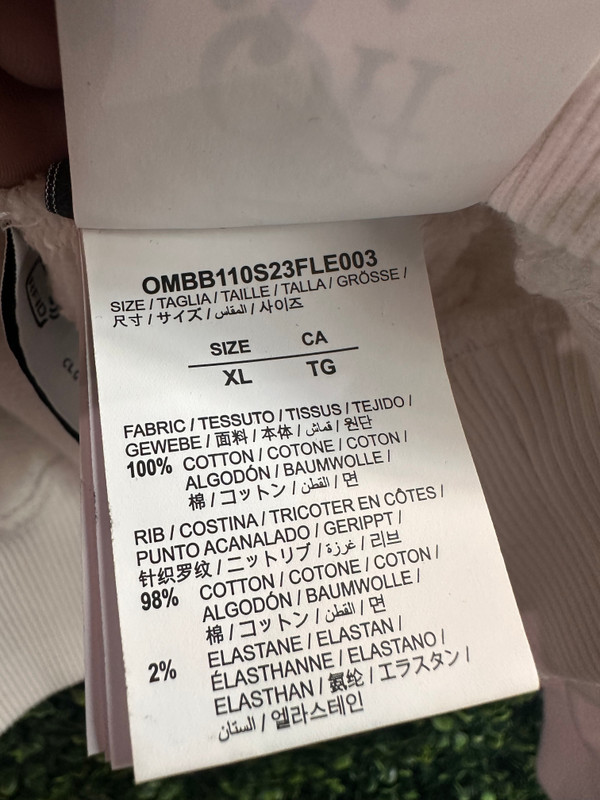 OMBB110S23FLE003
SIZE / TAGLIA / TAILLE / TALLA / GRÖSSE /
尺寸 / サイズ / المقاس / 사이즈
SIZE CA
XL TG
FABRIC / TESSUTO / TISSUS / TEJIDO /
GEWEBE / 面料 / 本体 / قماش / 원단
100% COTTON / COTONE / COTON /
ALGODÓN / BAUMWOLLE /
棉 / コットン / القطن / 면
RIB / COSTINA / TRICOTER EN CÔTES /
PUNTO ACANALADO / GERIPPT /
针织罗纹 / ニットリブ / غرزة / 리브
98% COTTON / COTONE / COTON /
ALGODÓN / BAUMWOLLE /
棉 / コットン / القطن / 면
2% ELASTANE / ELASTAN /
ÉLASTHANNE / ELASTANO /
ELASTHAN / 氨纶 / エラスタン /
الستان / 엘라스테인